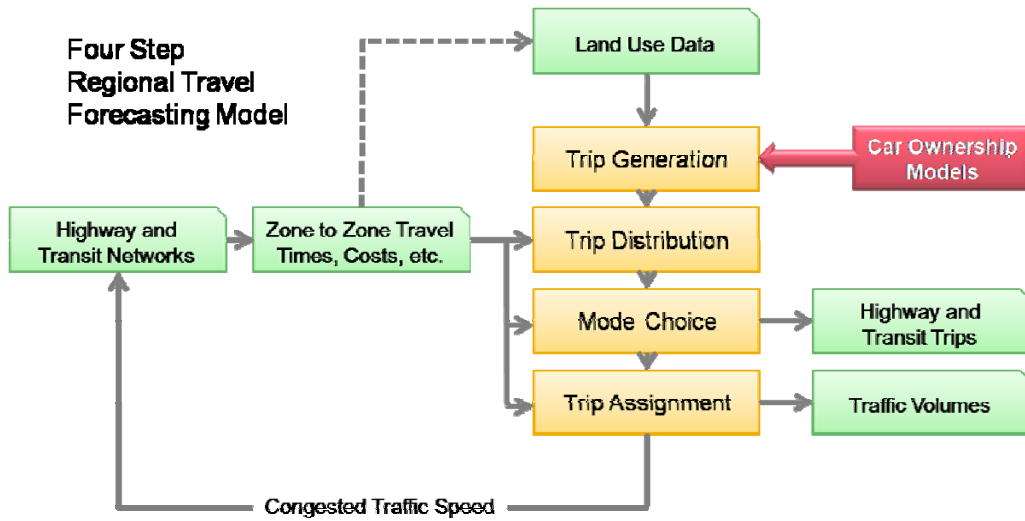 Four Step
Regional Travel
Forecasting Model
Land Use Data
Trip Generation
Car Ownership
Models
Highway and
Transit Networks
Zone to Zone Travel
Times, Costs, etc.
Trip Distribution
Mode Choice
Highway and
Transit Trips
Trip Assignment
Traffic Volumes
Congested Traffic Speed